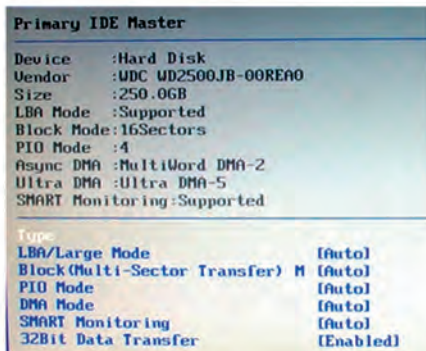 Primary IDE Master
Device :Hard Disk
Vendor :WDC WD2500JB-00REA0
Size :250.0GB
LBA Mode :Supported
Block Mode:16Sectors
PIO Mode :4
Async DMA :MultiWord DMA-2
Ultra DMA :Ultra DMA-5
SMART Monitoring:Supported
Type
LBA/Large Mode [Auto]
Block(Multi-Sector Transfer) M [Auto]
PIO Mode [Auto]
DMA Mode [Auto]
SMART Monitoring [Auto]
32Bit Data Transfer [Enabled]